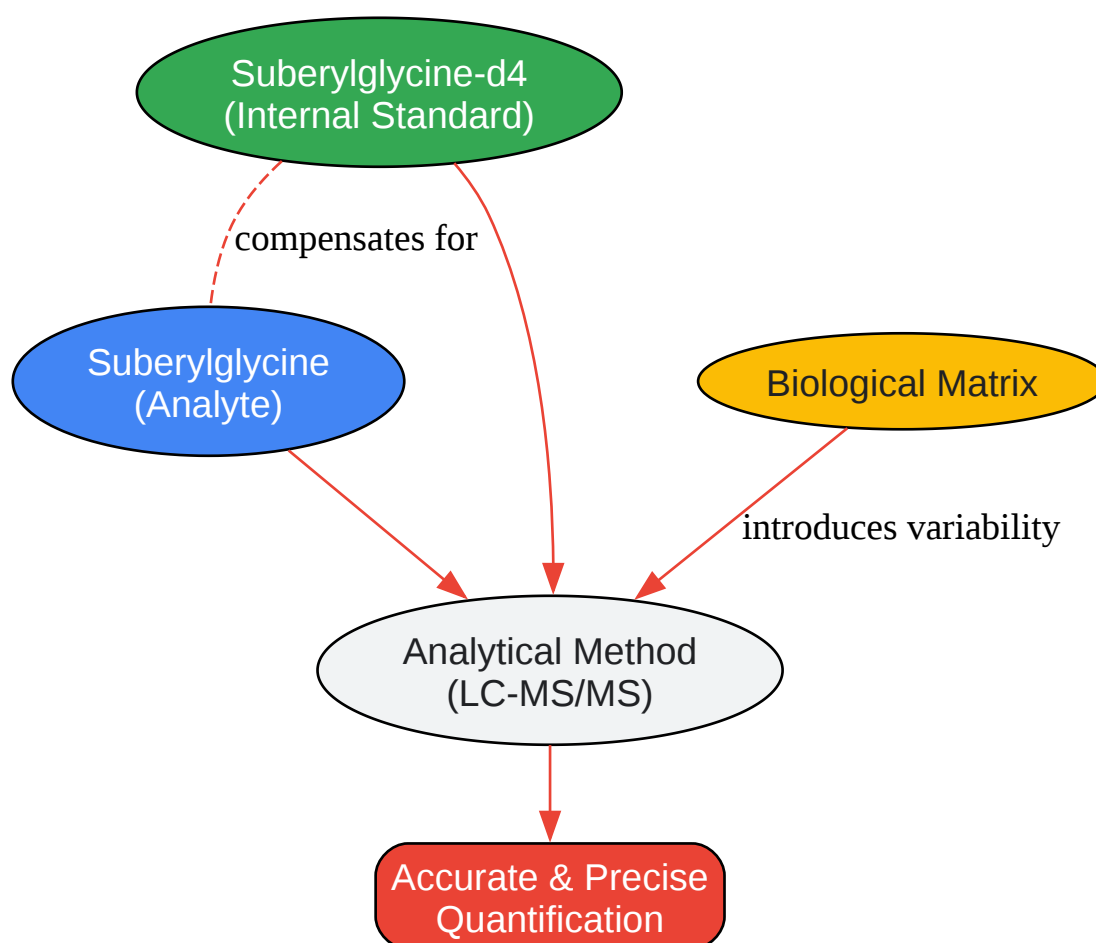 Suberylglycine-d4
(Internal Standard)
compensates for
Suberylglycine
(Analyte)
Biological Matrix
introduces variability
Analytical Method
(LC-MS/MS)
Accurate & Precise
Quantification